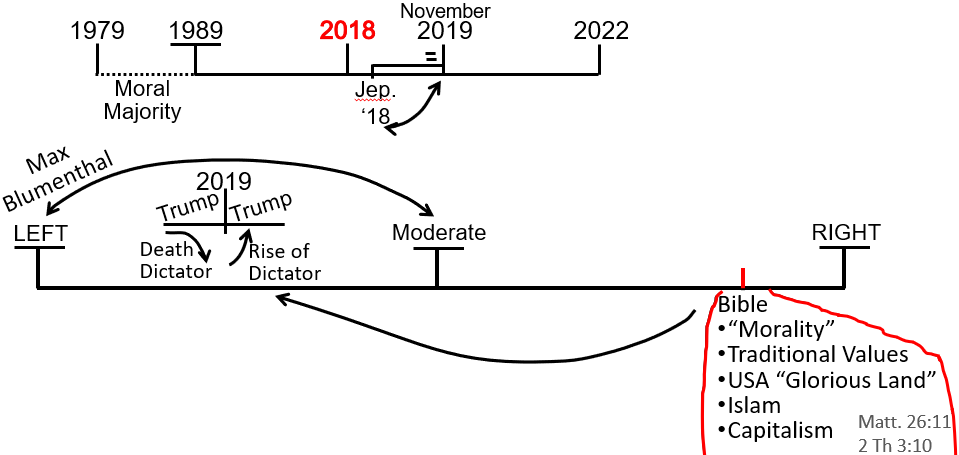 November
1979 1989 2018 2019 2022
=
Moral
Majority
Jep.
‘18
Max
Blumenthal
2019
Trump Trump
LEFT Moderate RIGHT
Death
Dictator
Rise of
Dictator
Bible
•“Morality”
•Traditional Values
•USA “Glorious Land”
•Islam
•Capitalism
Matt. 26:11
2 Th 3:10